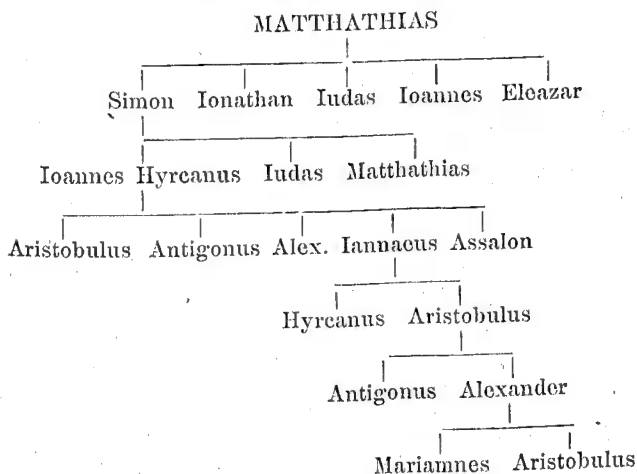 MATTHATHIAS
Simon Ionathan Iudas Ioannes Eleazar
Ioannes Hyrcanus Iudas Matthathias
Aristobulus Antigonus Alex. Iannaeus Assalon
Hyrcanus Aristobulus
Antigonus Alexander
Mariamnes Aristobulus